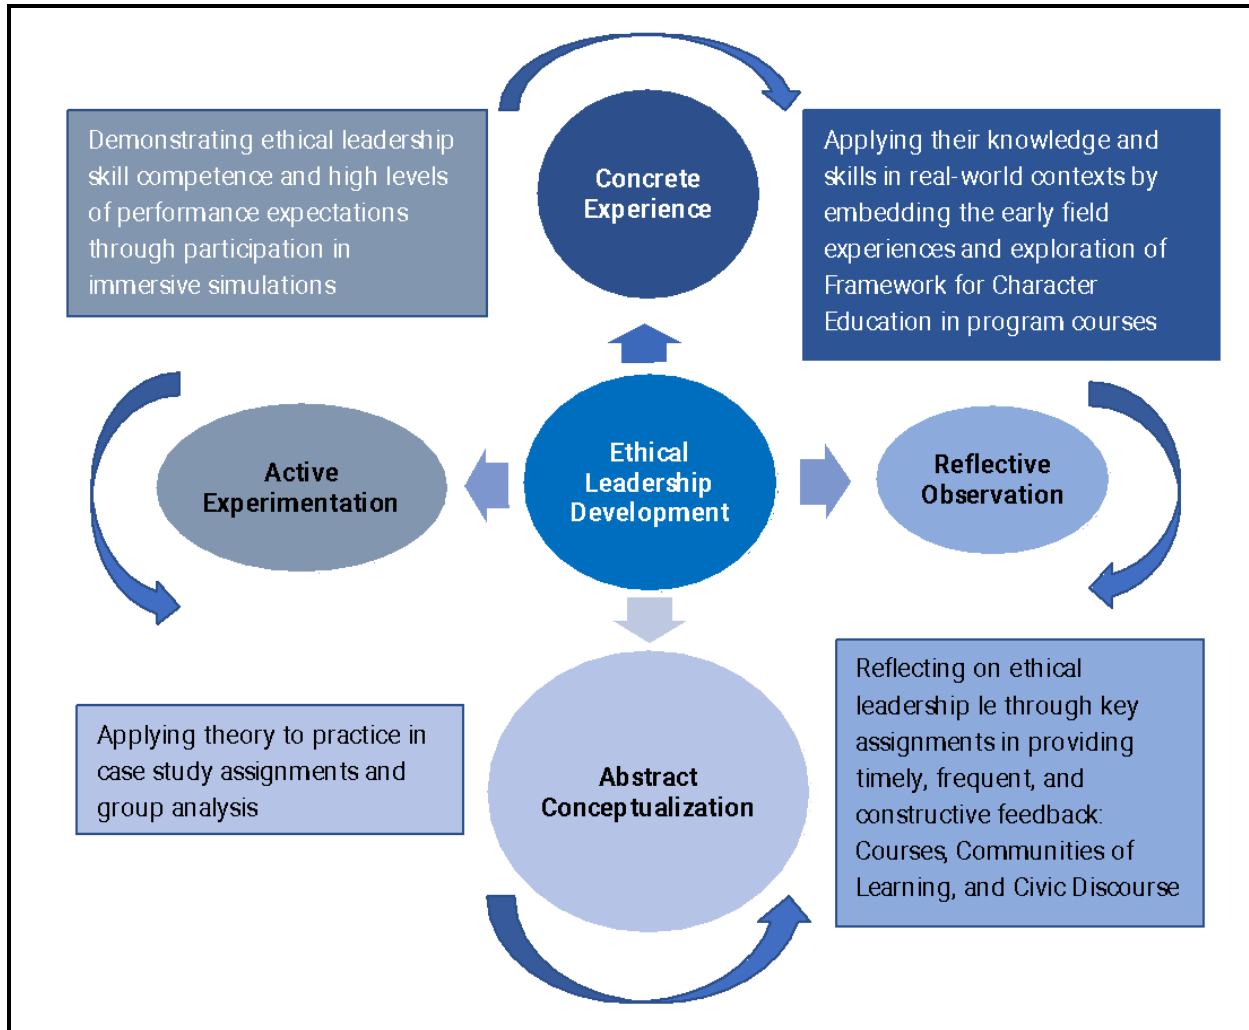 Demonstrating ethical leadership
skill competence and high levels
of performance expectations
through participation in
immersive simulations
Concrete
Experience
Applying their knowledge and
skills in real-world contexts by
embedding the early field
experiences and exploration of
Framework for Character
Education in program courses
Active
Experimentation
Ethical
Leadership
Development
Reflective
Observation
Applying theory to practice in
case study assignments and
group analysis
Abstract
Conceptualization
Reflecting on ethical
leadership le through key
assignments in providing
timely, frequent, and
constructive feedback:
Courses, Communities of
Learning, and Civic Discourse